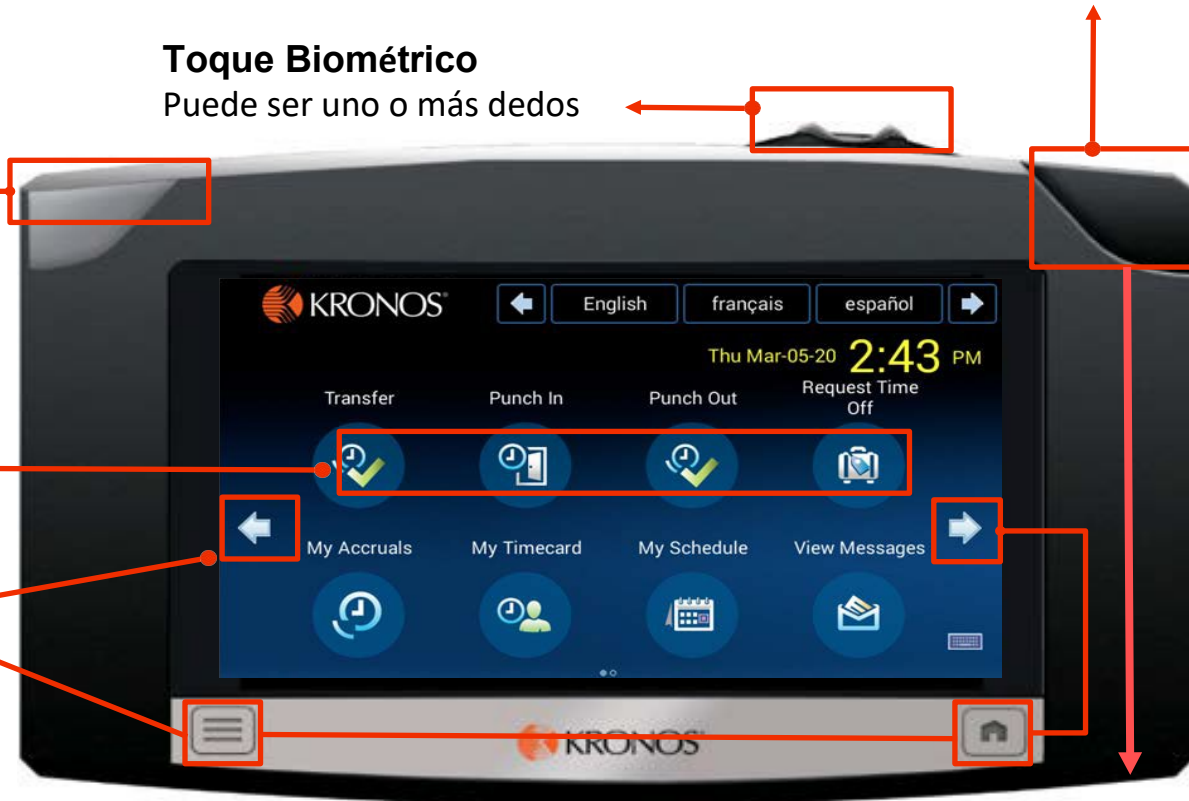 Toque Biométrico
Puede ser uno o más dedos
KRONOS
English français español
Thu Mar-05-20 2:43 PM
Transfer Punch In Punch Out Request Time Off
My Accruals My Timecard My Schedule View Messages
KRONOS